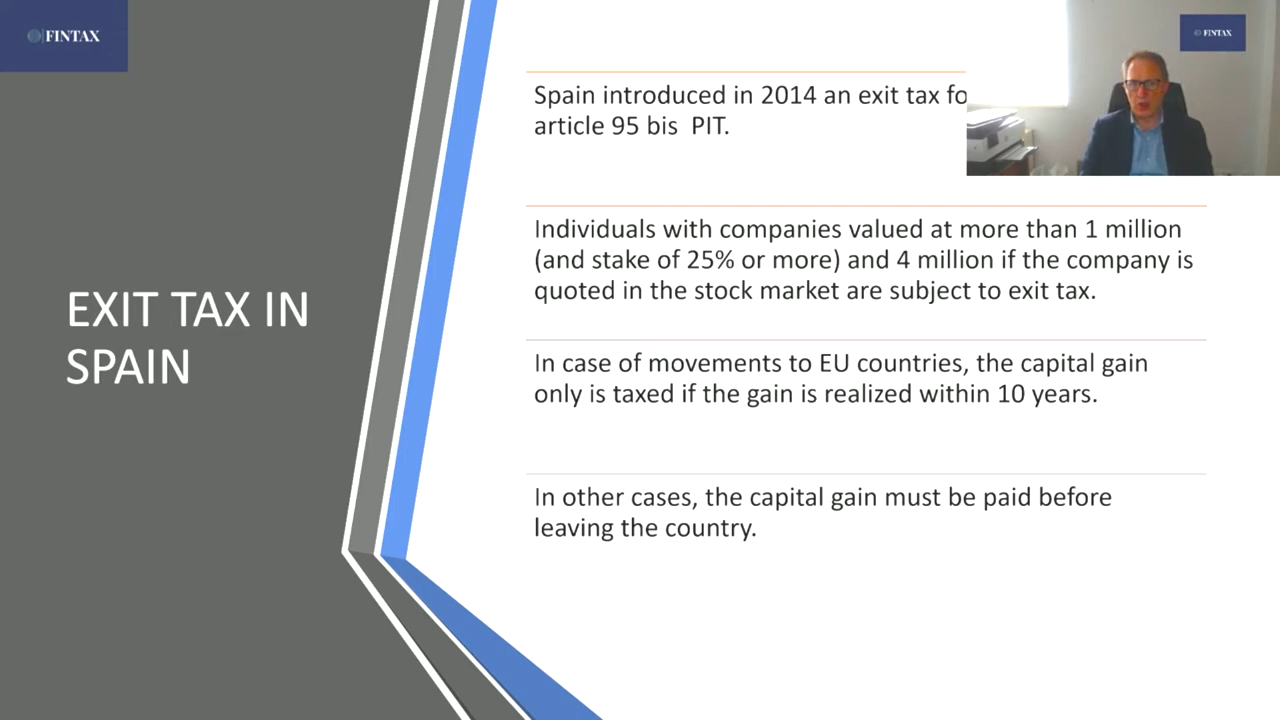 FINTAX
FINTAX
EXIT TAX IN
SPAIN
Spain introduced in 2014 an exit tax
article 95 bis PIT.
Individuals with companies valued at more than 1 million
(and stake of 25% or more) and 4 million if the company is
quoted in the stock market are subject to exit tax.
In case of movements to EU countries, the capital gain
only is taxed if the gain is realized within 10 years.
In other cases, the capital gain must be paid before
leaving the country.